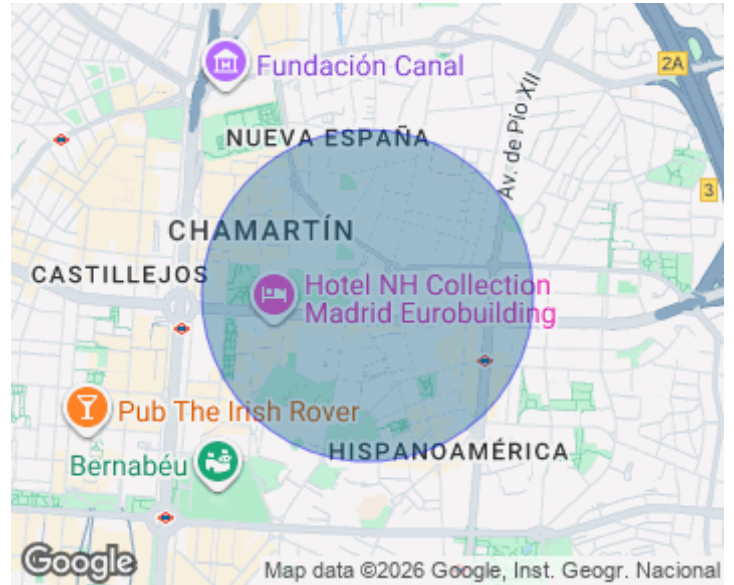 Fundación Canal
2A
NUEVA ESPAÑA
Av. de Pío XII
3
CHAMARTÍN
CASTILLEJOS
Hotel NH Collection
Madrid Eurobuilding
Pub The Irish Rover
HISPANOAMÉRICA
Bernabéu
Google
Map data ©2026 Google, Inst. Geogr. Nacional